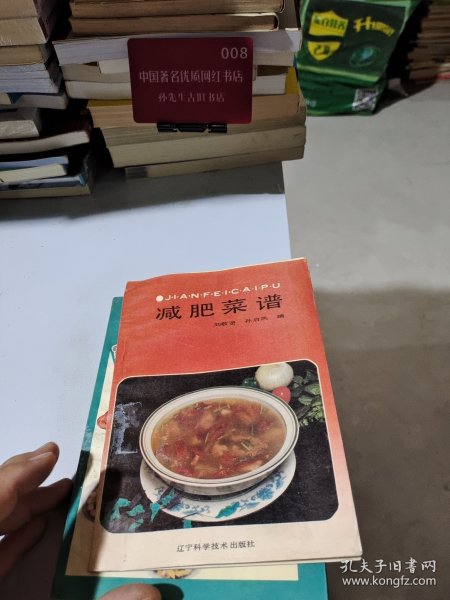 008
中国著名优质网红书店
孙先生古旧书店
JIANFEICAIPU
减肥菜谱
编
辽宁科学技术出版社
孔夫子旧书网
www.kongfz.com